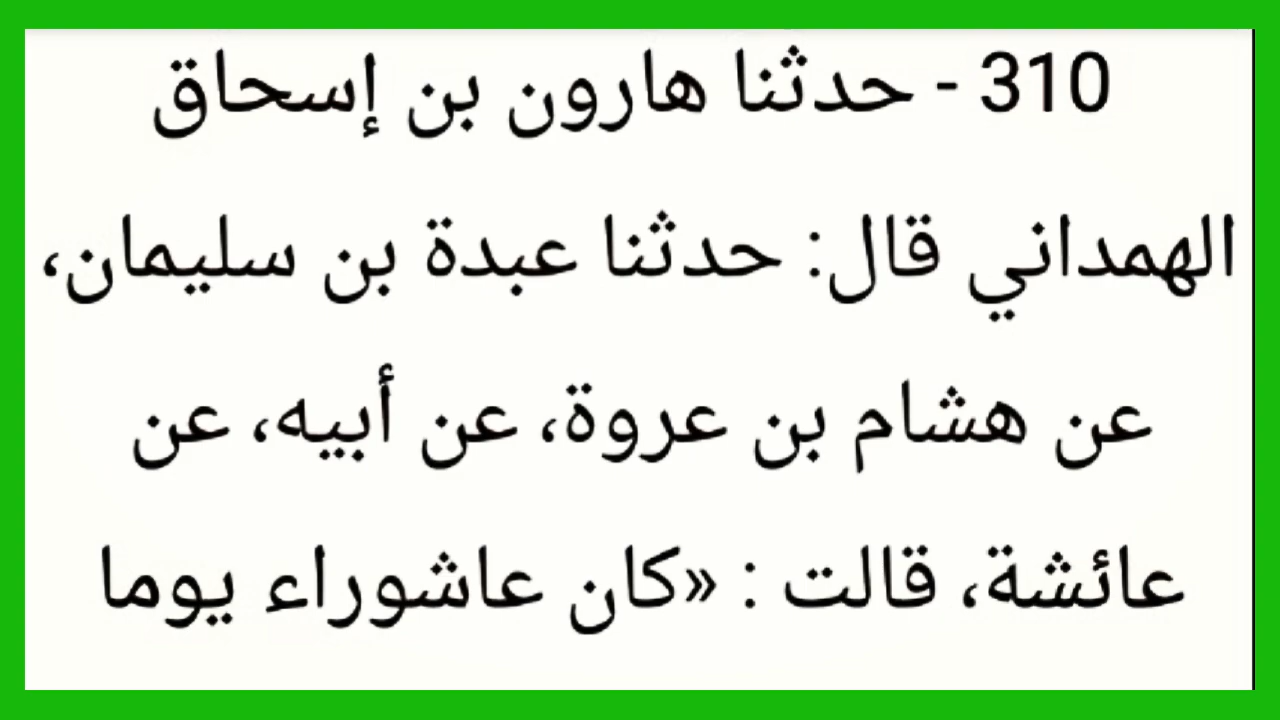 310 - حدثنا هارون بن إسحاق
الهمداني قال: حدثنا عبدة بن سليمان،
عن هشام بن عروة، عن أبيه، عن
عائشة، قالت : «كان عاشوراء يوما